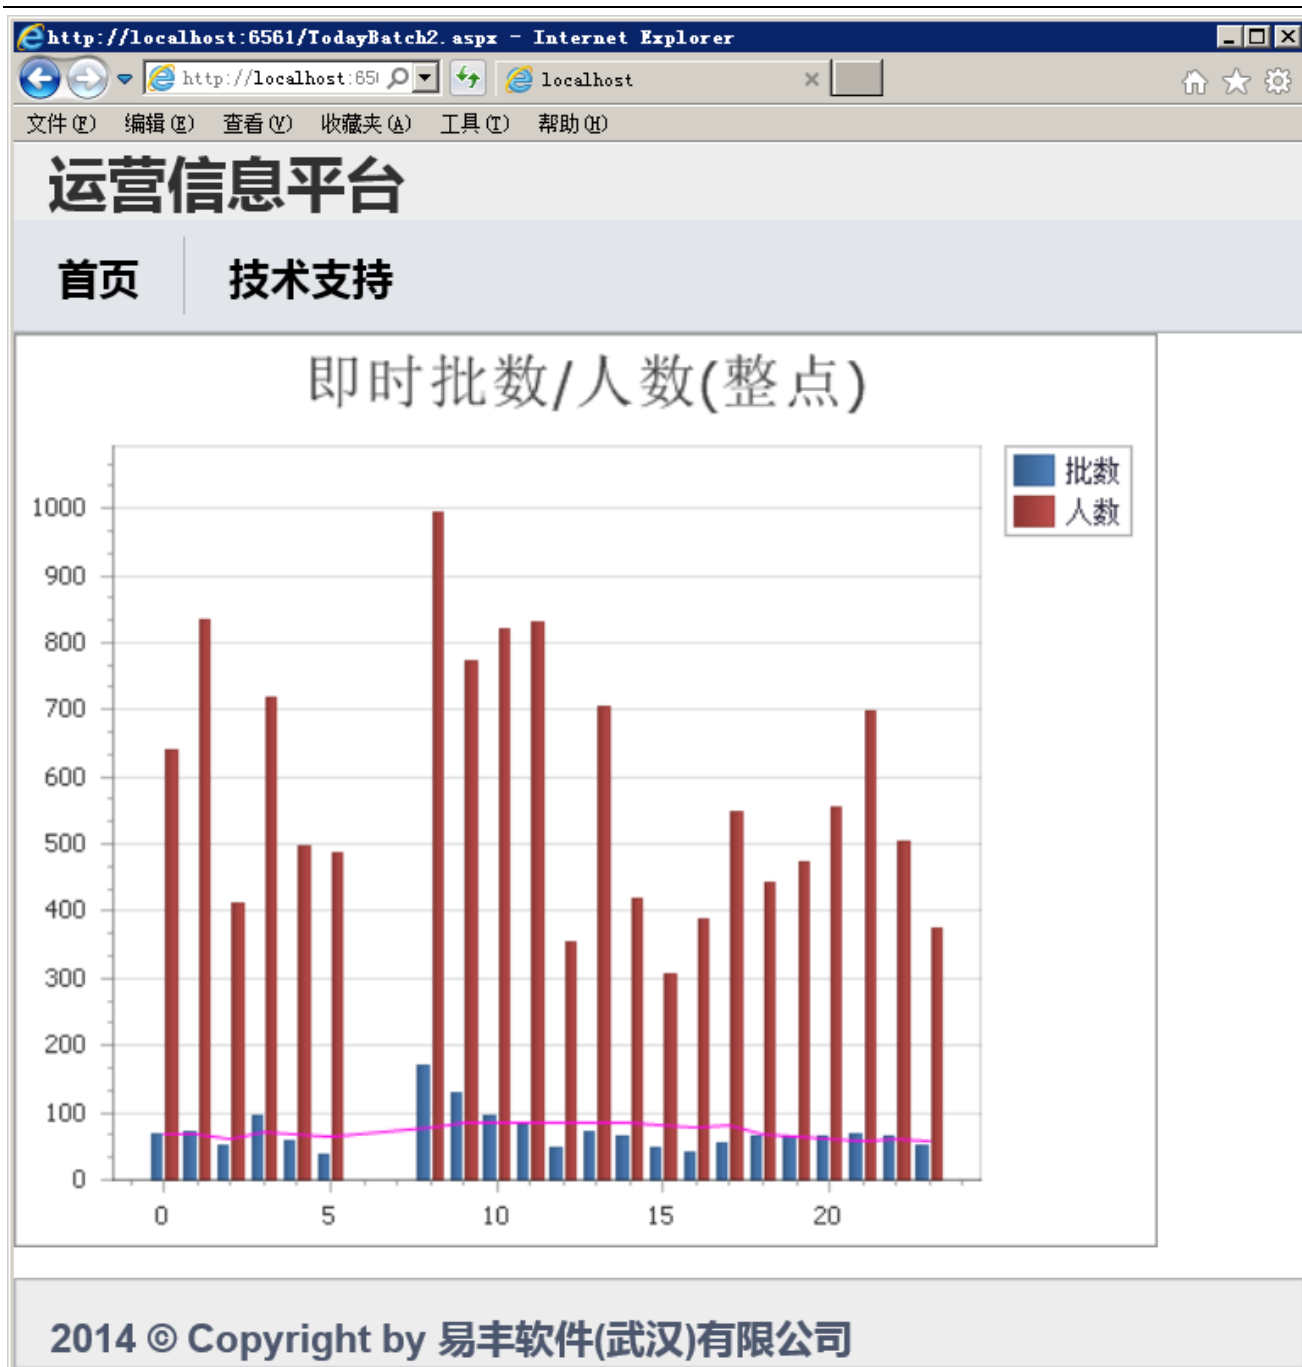 http://localhost:6561/TodayBatch2.aspx - Internet Explorer
http://localhost:65 localhost
文件(F) 编辑(E) 查看(V) 收藏夹(A) 工具(T) 帮助(H)
运营信息平台
首页 技术支持
即时批数/人数(整点)
批数
人数
1000
900
800
700
600
500
400
300
200
100
0
0 5 10 15 20
2014 © Copyright by 易丰软件(武汉)有限公司